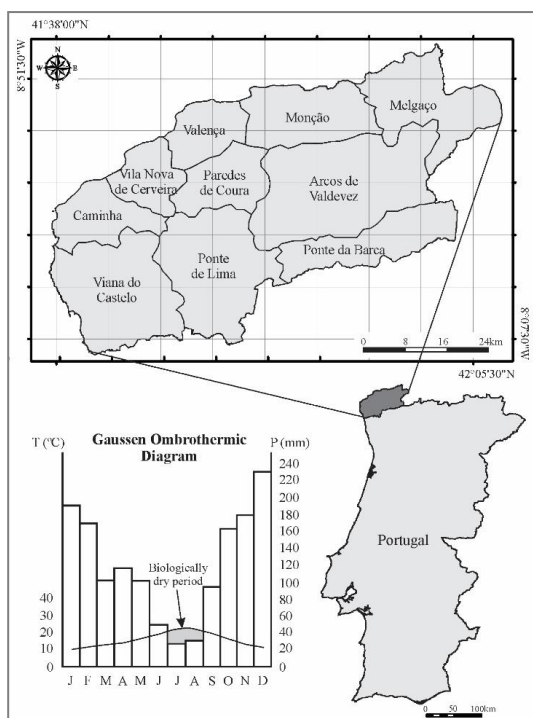 41°38'00"N
8°51'30"W
N
W E
S
Melgaço
Monção
Valença
Vila Nova
de Cerveira
Paredes
de Coura
Arcos de
Valdevez
Caminha
Ponte
de Lima
Ponte da Barca
Viana do
Castelo
0 8 16 24km
8°07'30"W
42°05'30"N
T (ºC)
Gaussen Ombrothermic
Diagram
P (mm)
240
220
200
180
160
140
120
100
80
60
40
20
0
Biologically
dry period
40
30
20
10
0
J F M A M J J A S O N D
Portugal
0 50 100km